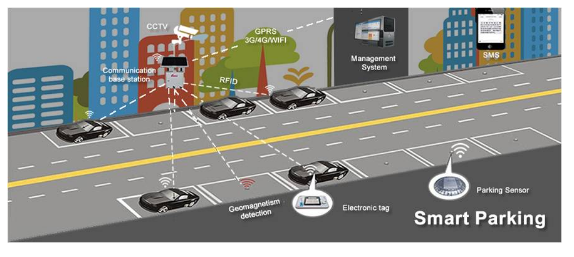 CCTV
GPRS
3G/4G/WIFI
Communication
base station
RFID
Management
System
SMS
Geomagnetism
detection
Electronic tag
Parking Sensor
Smart Parking